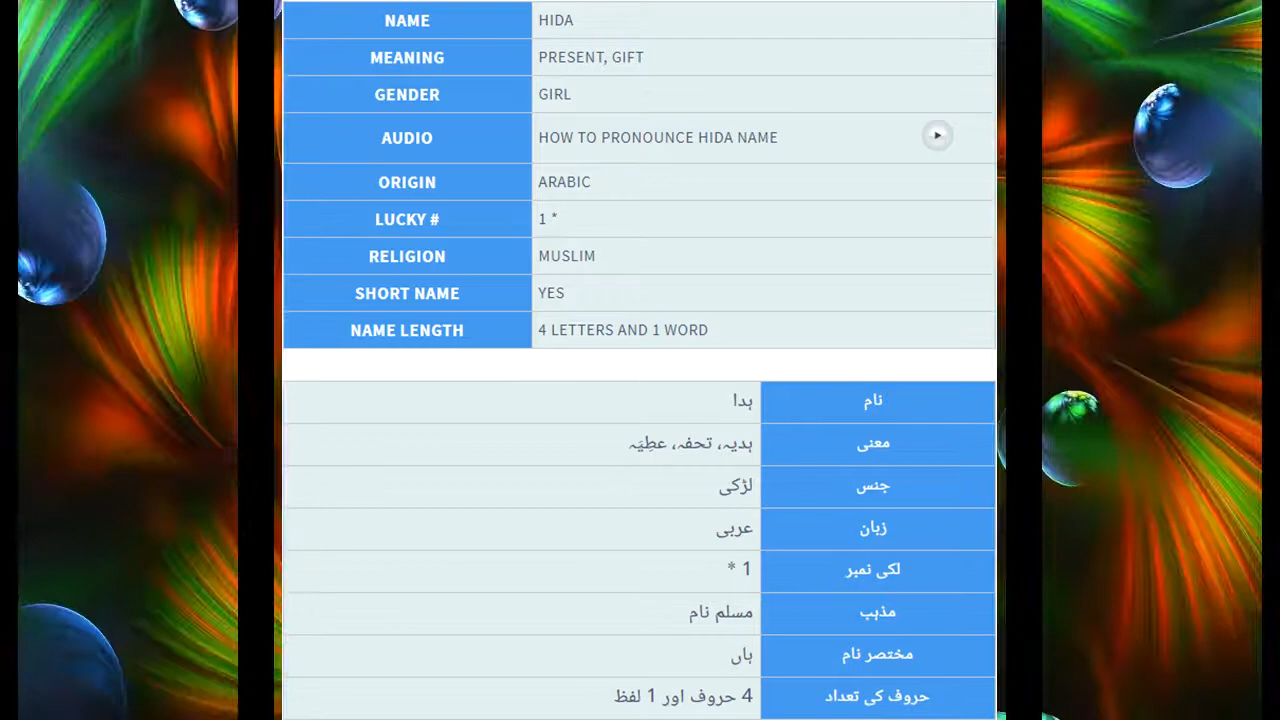 NAME HIDA
MEANING PRESENT, GIFT
GENDER GIRL
AUDIO HOW TO PRONOUNCE HIDA NAME
ORIGIN ARABIC
LUCKY # 1 *
RELIGION MUSLIM
SHORT NAME YES
NAME LENGTH 4 LETTERS AND 1 WORD
نام ہدا
معنی ہدیہ، تحفہ، عطِیَہ
جنس لڑکی
زبان عربی
لکی نمبر 1 *
مذہب مسلم نام
مختصر نام ہاں
حروف کی تعداد 4 حروف اور 1 لفظ